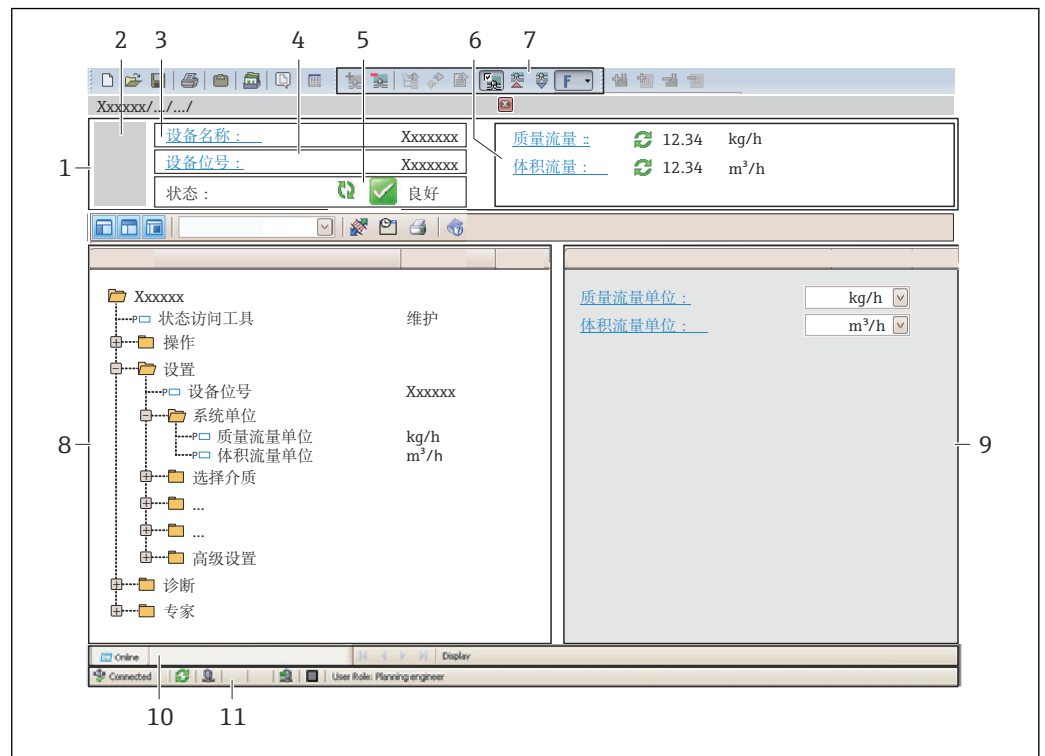 2 3 4 5 6 7
F
Xxxxxx/.../.../
1
设备名称： Xxxxxxx
设备位号： Xxxxxxx
状态： 良好
质量流量 :: 12.34 kg/h
体积流量： 12.34 m³/h
Xxxxxx
P 状态访问工具 维护
操作
设置
P 设备位号 Xxxxxx
系统单位
P 质量流量单位 kg/h
P 体积流量单位 m³/h
选择介质
...
...
高级设置
诊断
专家
8
质量流量单位： kg/h
体积流量单位： m³/h
9
Online Display
Connected User Role: Planning engineer
10 11